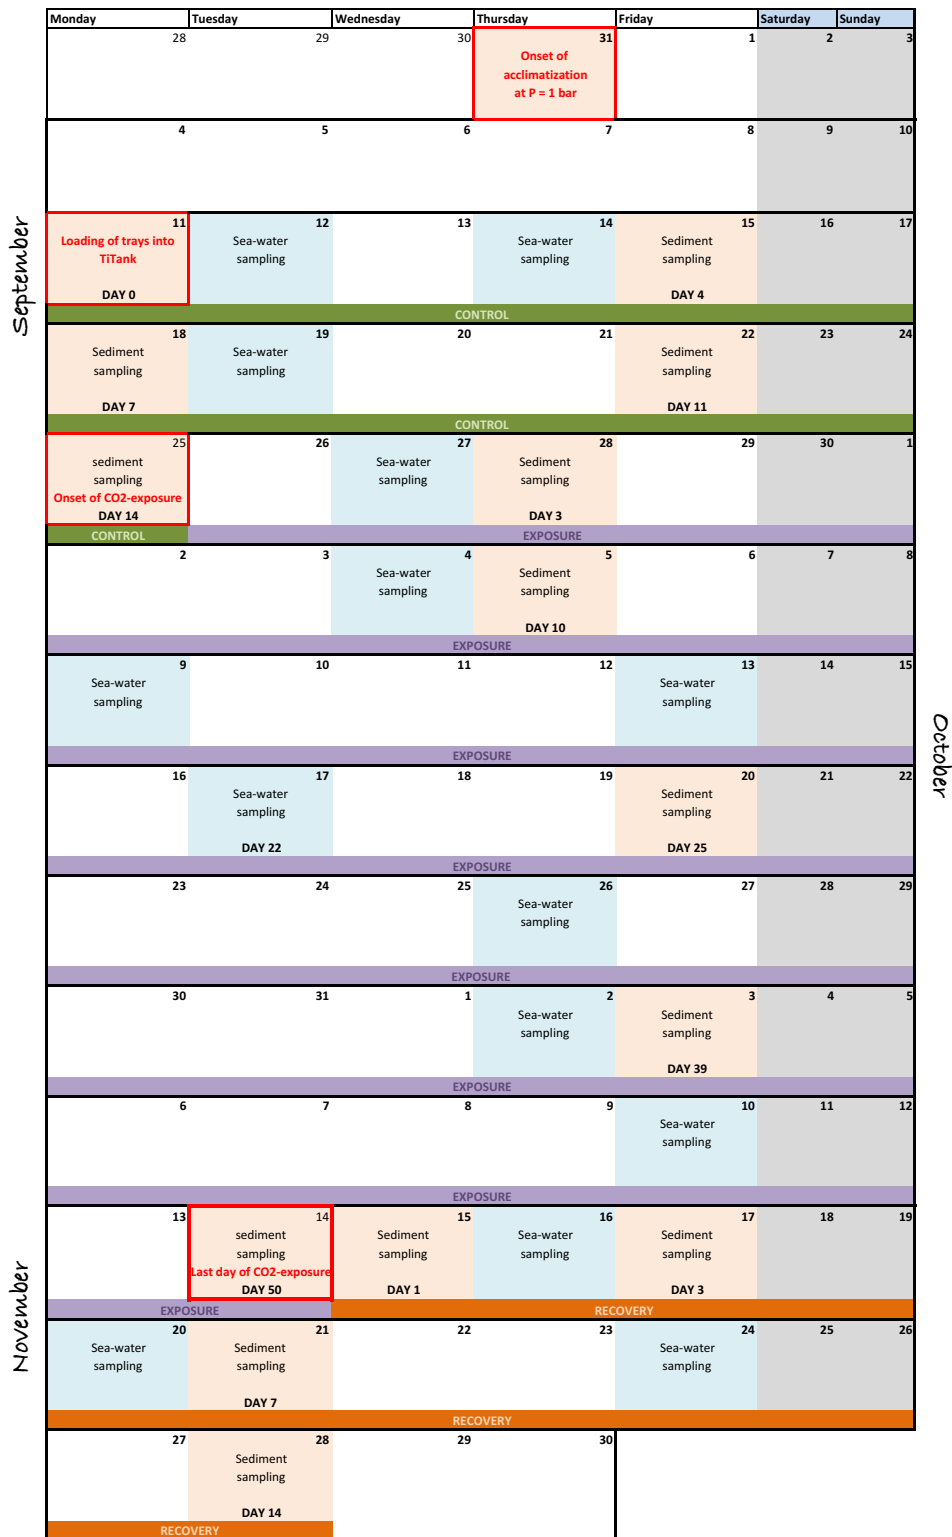 Monday Tuesday Wednesday Thursday Friday Saturday Sunday
28 29 30 31 1 2 3
Onset of
acclimatization
at P = 1 bar
4 5 6 7 8 9 10
September
11 12 13 14 15 16 17
Loading of trays into Sea-water Sea-water Sediment
TiTank sampling sampling sampling
DAY 0 DAY 4
CONTROL
18 19 20 21 22 23 24
Sediment Sea-water Sediment
sampling sampling sampling
DAY 7 DAY 11
CONTROL
25 26 27 28 29 30 1
sediment Sea-water Sediment
sampling sampling sampling
Onset of CO2-exposure
DAY 14 DAY 3
CONTROL EXPOSURE
2 3 4 5 6 7 8
Sea-water Sediment
sampling sampling
DAY 10
EXPOSURE
9 10 11 12 13 14 15
Sea-water Sea-water
sampling sampling
EXPOSURE
October
16 17 18 19 20 21 22
Sea-water Sediment
sampling sampling
DAY 22 DAY 25
EXPOSURE
23 24 25 26 27 28 29
Sea-water
sampling
EXPOSURE
30 31 1 2 3 4 5
Sea-water Sediment
sampling sampling
DAY 39
EXPOSURE
6 7 8 9 10 11 12
Sea-water
sampling
EXPOSURE
November
13 14 15 16 17 18 19
sediment Sediment Sea-water Sediment
sampling sampling sampling sampling
Last day of CO2-exposure
DAY 50 DAY 1 DAY 3
EXPOSURE RECOVERY
20 21 22 23 24 25 26
Sea-water Sediment Sea-water
sampling sampling sampling
DAY 7
RECOVERY
27 28 29 30
Sediment
sampling
DAY 14
RECOVERY